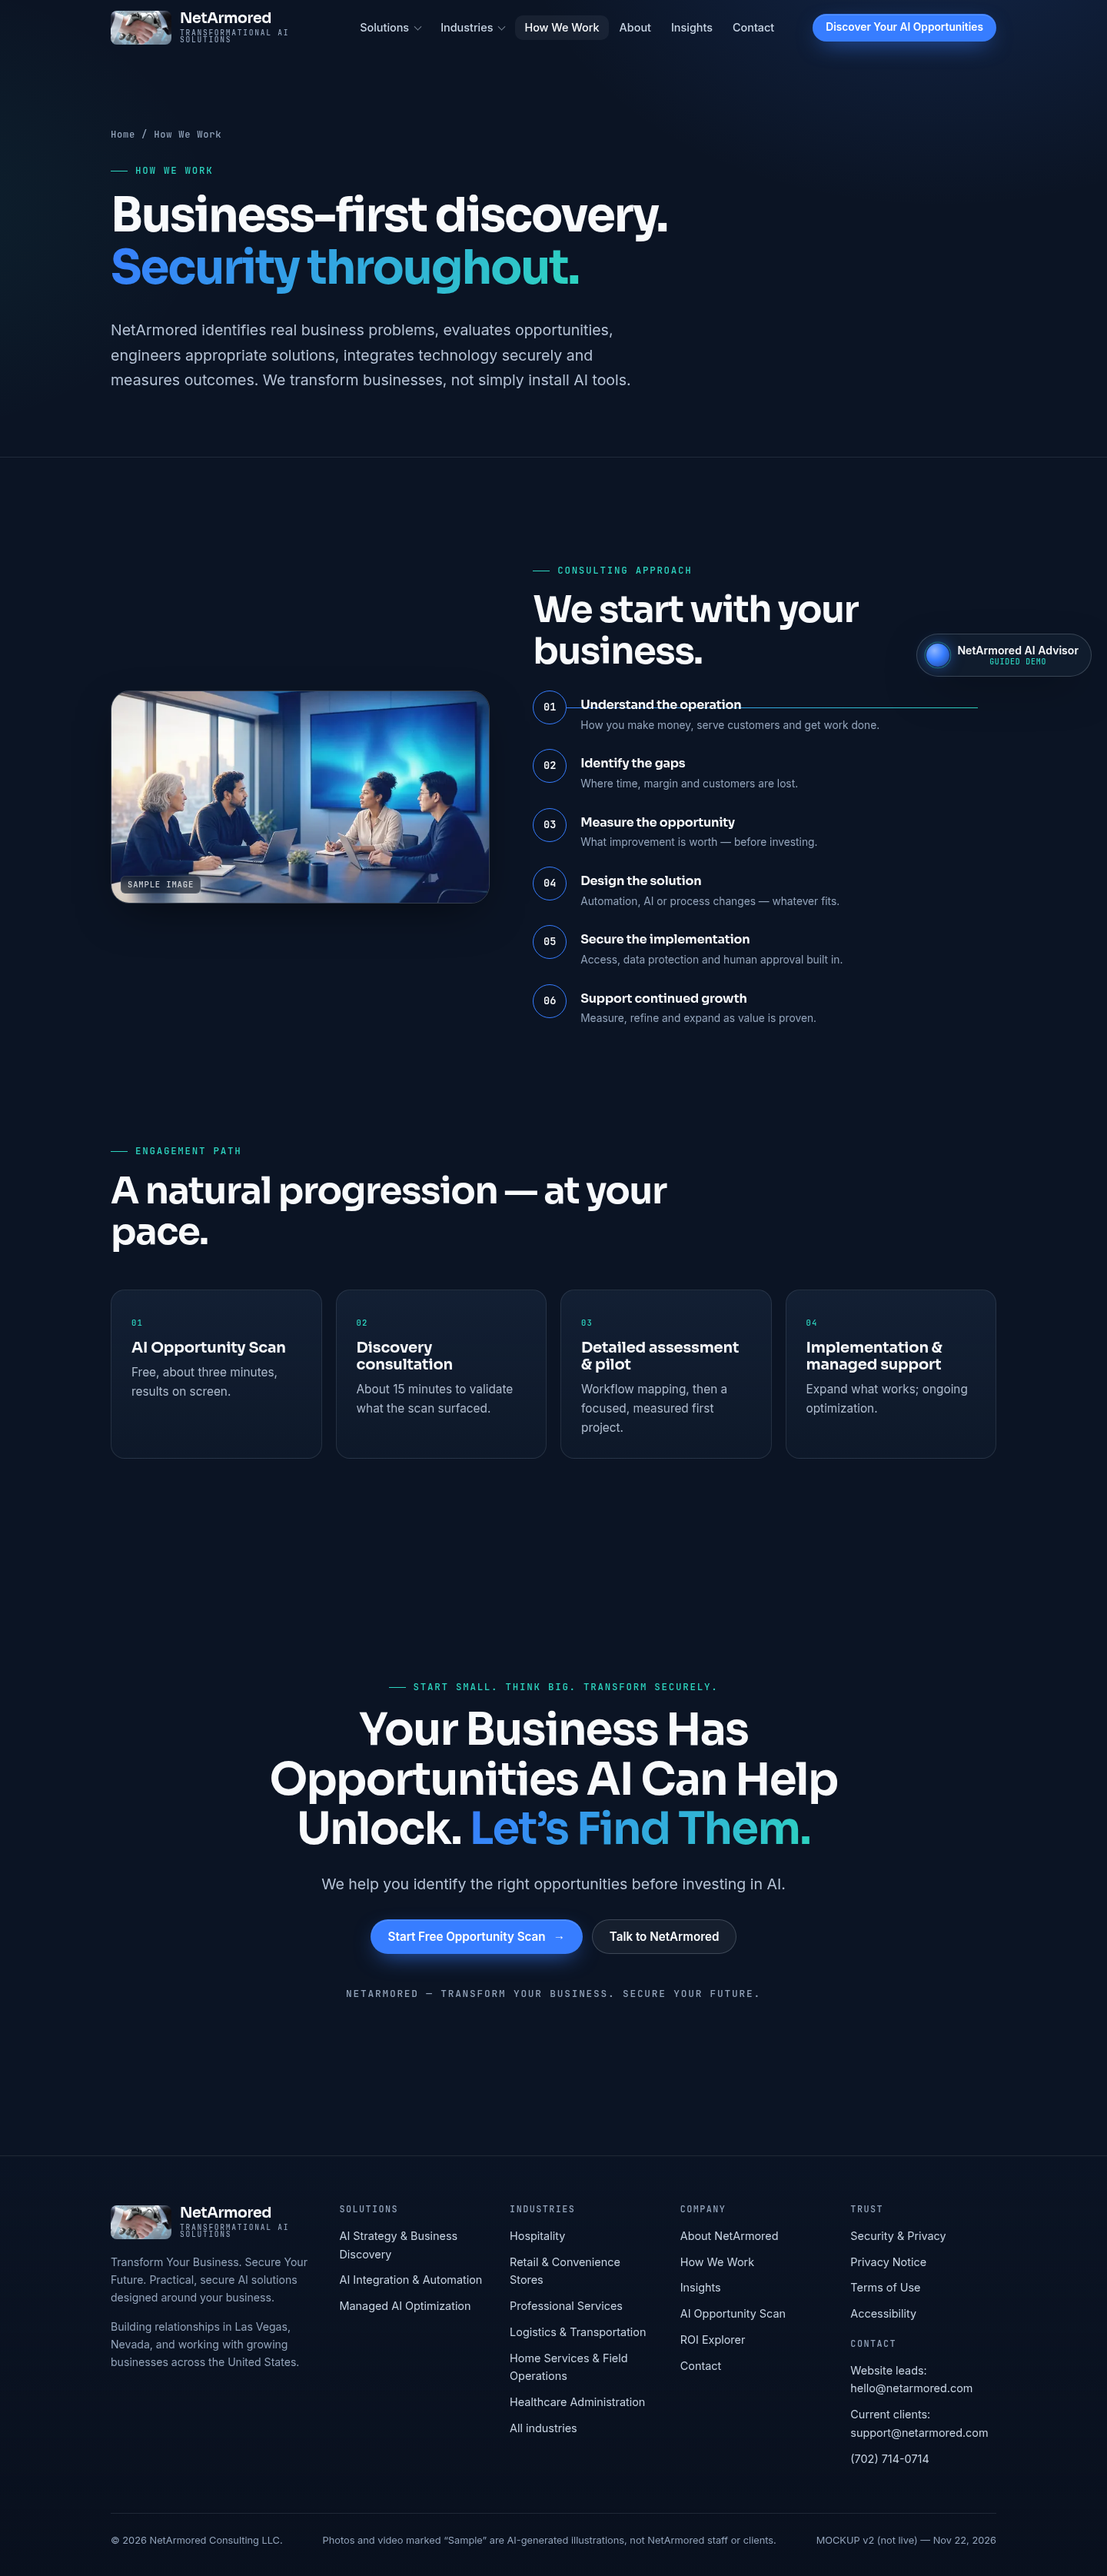 NetArmored
TRANSFORMATIONAL AI
SOLUTIONS
Solutions
Industries
How We Work
About
Insights
Contact
Discover Your AI Opportunities
Home / How We Work
HOW WE WORK
Business-first discovery.
Security throughout.
NetArmored identifies real business problems, evaluates opportunities,
engineers appropriate solutions, integrates technology securely and
measures outcomes. We transform businesses, not simply install AI tools.
CONSULTING APPROACH
We start with your
business.
NetArmored AI Advisor
GUIDED DEMO
SAMPLE IMAGE
01
Understand the operation
How you make money, serve customers and get work done.
02
Identify the gaps
Where time, margin and customers are lost.
03
Measure the opportunity
What improvement is worth — before investing.
04
Design the solution
Automation, AI or process changes — whatever fits.
05
Secure the implementation
Access, data protection and human approval built in.
06
Support continued growth
Measure, refine and expand as value is proven.
ENGAGEMENT PATH
A natural progression — at your
pace.
01
AI Opportunity Scan
Free, about three minutes,
results on screen.
02
Discovery
consultation
About 15 minutes to validate
what the scan surfaced.
03
Detailed assessment
& pilot
Workflow mapping, then a
focused, measured first
project.
04
Implementation &
managed support
Expand what works; ongoing
optimization.
START SMALL. THINK BIG. TRANSFORM SECURELY.
Your Business Has
Opportunities AI Can Help
Unlock. Let’s Find Them.
We help you identify the right opportunities before investing in AI.
Start Free Opportunity Scan →
Talk to NetArmored
NETARMORED — TRANSFORM YOUR BUSINESS. SECURE YOUR FUTURE.
NetArmored
TRANSFORMATIONAL AI
SOLUTIONS
Transform Your Business. Secure Your
Future. Practical, secure AI solutions
designed around your business.
Building relationships in Las Vegas,
Nevada, and working with growing
businesses across the United States.
SOLUTIONS
AI Strategy & Business
Discovery
AI Integration & Automation
Managed AI Optimization
INDUSTRIES
Hospitality
Retail & Convenience
Stores
Professional Services
Logistics & Transportation
Home Services & Field
Operations
Healthcare Administration
All industries
COMPANY
About NetArmored
How We Work
Insights
AI Opportunity Scan
ROI Explorer
Contact
TRUST
Security & Privacy
Privacy Notice
Terms of Use
Accessibility
CONTACT
Website leads:
hello@netarmored.com
Current clients:
support@netarmored.com
(702) 714-0714
© 2026 NetArmored Consulting LLC.
Photos and video marked “Sample” are AI-generated illustrations, not NetArmored staff or clients.
MOCKUP v2 (not live) — Nov 22, 2026